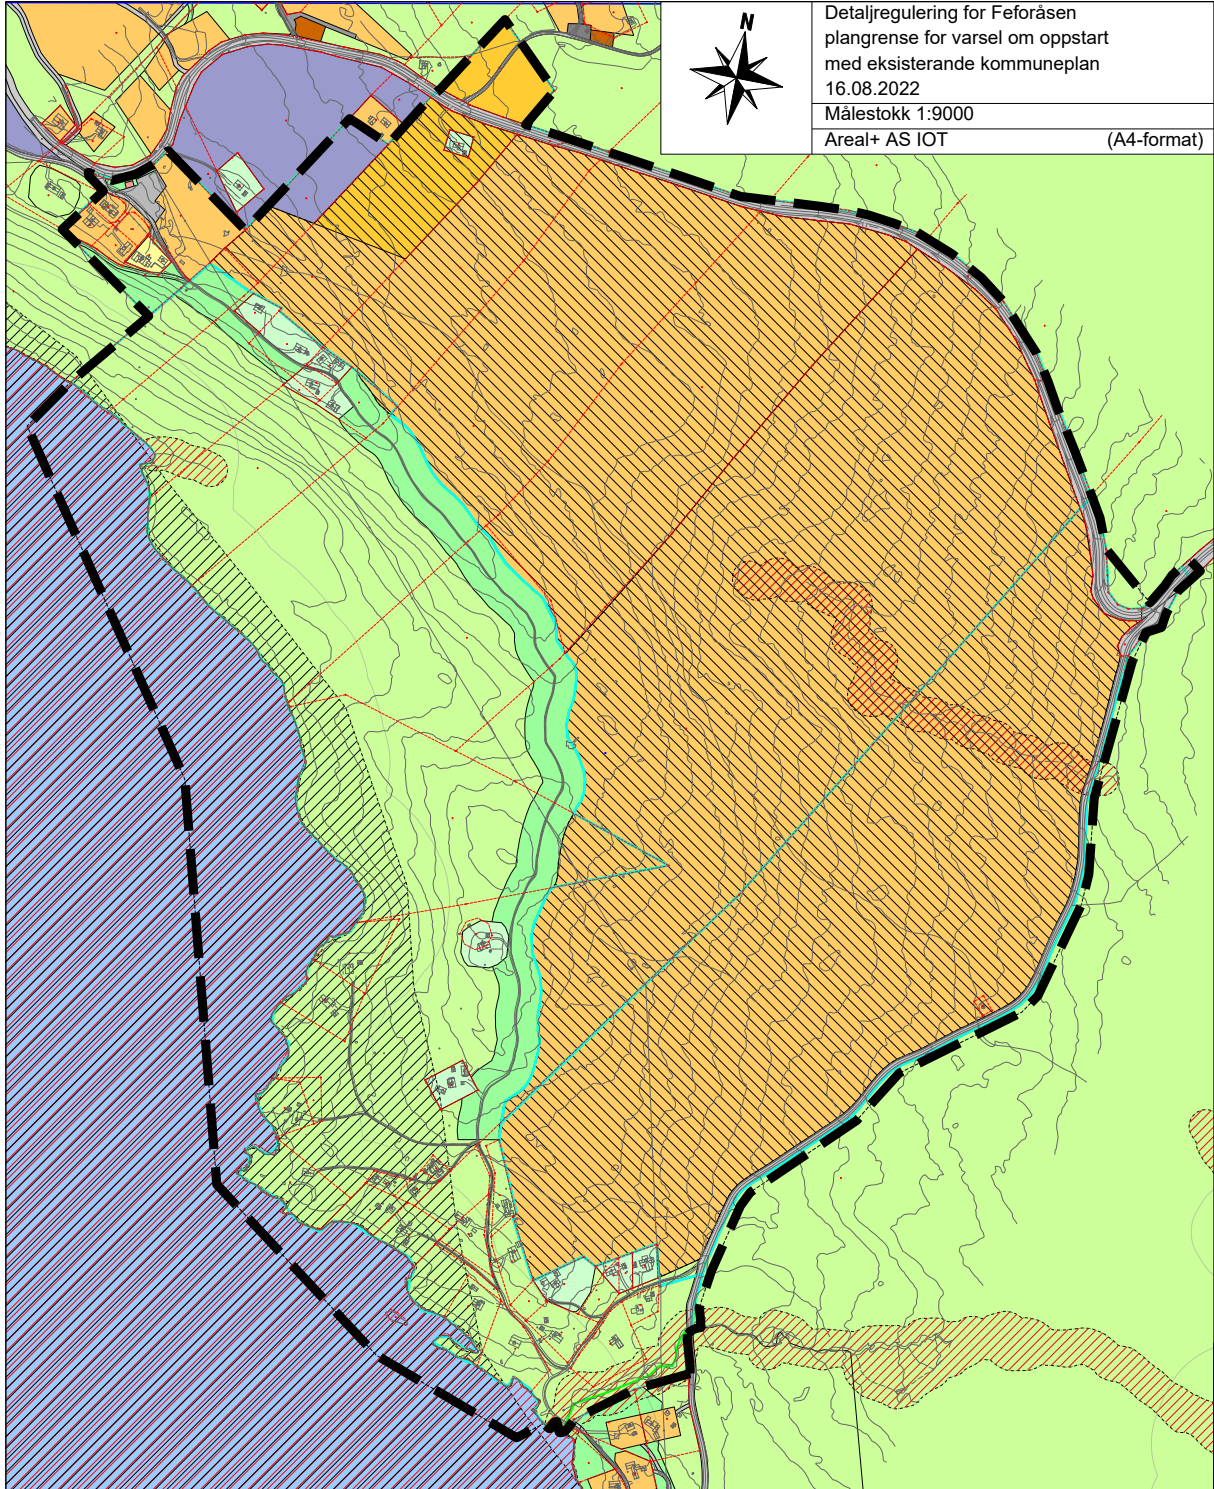 N
Detaljregulering for Feforåsen
plangrense for varsel om oppstart
med eksisterande kommuneplan
16.08.2022
Målestokk 1:9000
Areal+ AS IOT (A4-format)